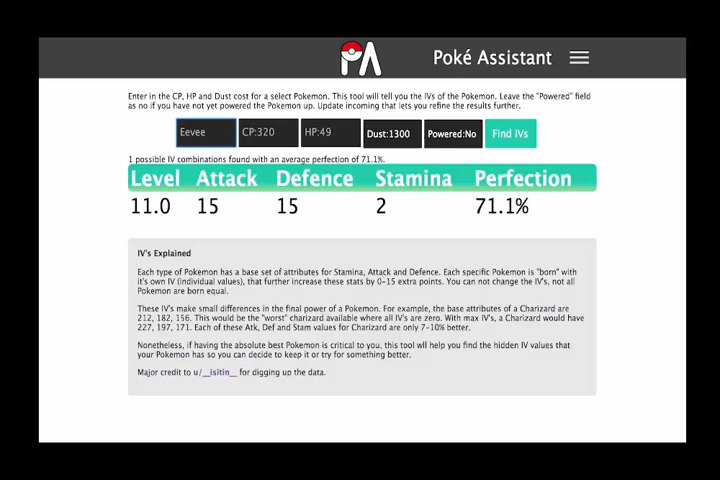 PA Poké Assistant
Enter in the CP, HP and Dust cost for a select Pokemon. This tool will tell you the IVs of the Pokemon. Leave the "Powered" field
as no if you have not yet powered the Pokemon up. Update incoming that lets you refine the results further.
Eevee CP:320 HP:49 Dust:1300 Powered:No Find IVs
1 possible IV combinations found with an average perfection of 71.1%.
Level Attack Defence Stamina Perfection
11.0 15 15 2 71.1%
IV's Explained
Each type of Pokemon has a base set of attributes for Stamina, Attack and Defence. Each specific Pokemon is "born" with
it's own IV (individual values), that further increase these stats by 0-15 extra points. You can not change the IV's, not all
Pokemon are born equal.
These IV's make small differences in the final power of a Pokemon. For example, the base attributes of a Charizard are
212, 182, 156. This would be the "worst" charizard available where all IV's are zero. With max IV's, a Charizard would have
227, 197, 171. Each of these Atk, Def and Stam values for Charizard are only 7-10% better.
Nonetheless, if having the absolute best Pokemon is critical to you, this tool will help you find the hidden IV values that
your Pokemon has so you can decide to keep it or try for something better.
Major credit to u/__isitin__ for digging up the data.